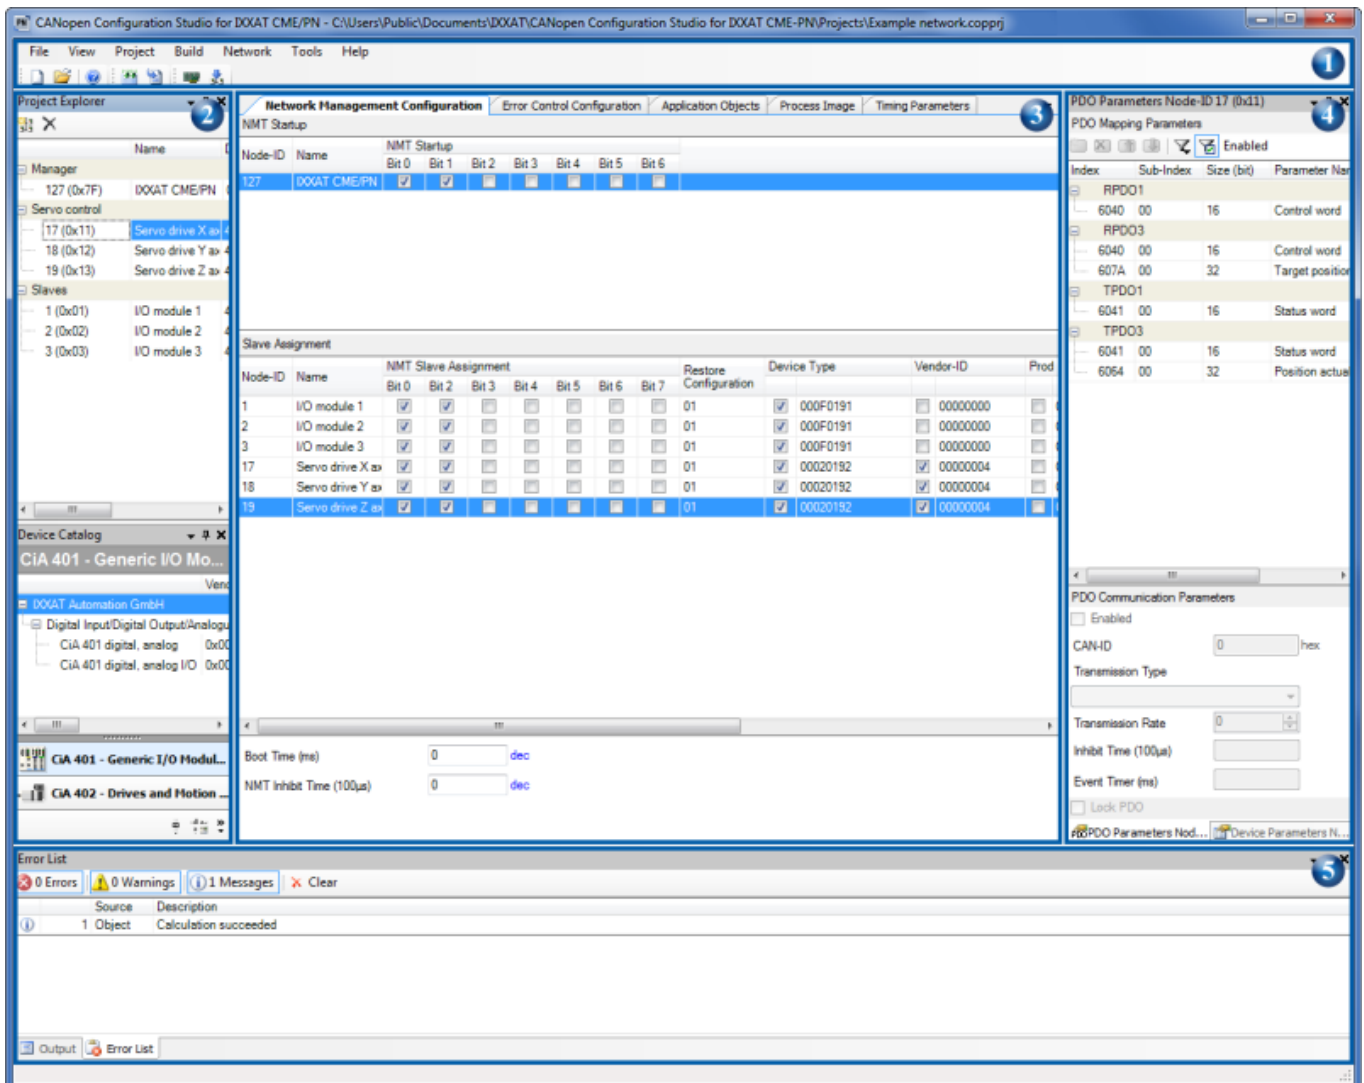 CANopen Configuration Studio for IXXAT CME/PN - C:\Users\Public\Documents\IXXAT\CANopen Configuration Studio for IXXAT CME-PN\Projects\Example network.copprj
File View Project Build Network Tools Help
1
Project Explorer
2
Name
Manager
127 (0x7F) IXXAT CME/PN
Servo control
17 (0x11) Servo drive X ax 4
18 (0x12) Servo drive Y ax 4
19 (0x13) Servo drive Z ax 4
Slaves
1 (0x01) I/O module 1 4
2 (0x02) I/O module 2 4
3 (0x03) I/O module 3 4
Device Catalog
CiA 401 - Generic I/O Mo...
Vend
IXXAT Automation GmbH
Digital Input/Digital Output/Analogu
CiA 401 digital, analog 0x00
CiA 401 digital, analog I/O 0x00
CiA 401 - Generic I/O Modul...
CiA 402 - Drives and Motion ...
Network Management Configuration Error Control Configuration Application Objects Process Image Timing Parameters
3
NMT Startup
Node-ID Name NMT Startup
Bit 0 Bit 1 Bit 2 Bit 3 Bit 4 Bit 5 Bit 6
127 IXXAT CME/PN
Slave Assignment
Node-ID Name NMT Slave Assignment Restore Configuration Device Type Vendor-ID Prod
Bit 0 Bit 2 Bit 3 Bit 4 Bit 5 Bit 6 Bit 7
1 I/O module 1 01 000F0191 00000000
2 I/O module 2 01 000F0191 00000000
3 I/O module 3 01 000F0191 00000000
17 Servo drive X ax 01 00020192 00000004
18 Servo drive Y ax 01 00020192 00000004
19 Servo drive Z ax 01 00020192 00000004
Boot Time (ms) 0 dec
NMT Inhibit Time (100µs) 0 dec
PDO Parameters Node-ID 17 (0x11)
4
PDO Mapping Parameters
Enabled
Index Sub-Index Size (bit) Parameter Nam
RPDO1
6040 00 16 Control word
RPDO3
6040 00 16 Control word
607A 00 32 Target position
TPDO1
6041 00 16 Status word
TPDO3
6041 00 16 Status word
6064 00 32 Position actua
PDO Communication Parameters
Enabled
CAN-ID 0 hex
Transmission Type
Transmission Rate 0
Inhibit Time (100µs)
Event Timer (ms)
Lock PDO
PDO Parameters Nod... Device Parameters N...
Error List
5
0 Errors 0 Warnings 1 Messages Clear
Source Description
1 Object Calculation succeeded
Output Error List